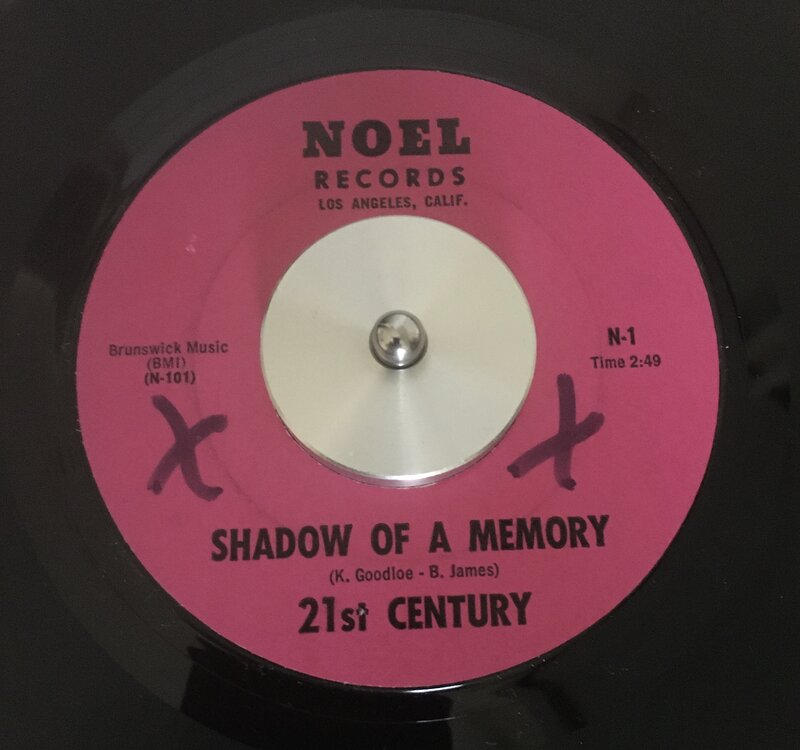 NOEL
RECORDS
LOS ANGELES, CALIF.
Brunswick Music
(BMI)
(N-101)
N-1
Time 2:49
X
X
SHADOW OF A MEMORY
(K. Goodloe - B. James)
21st CENTURY